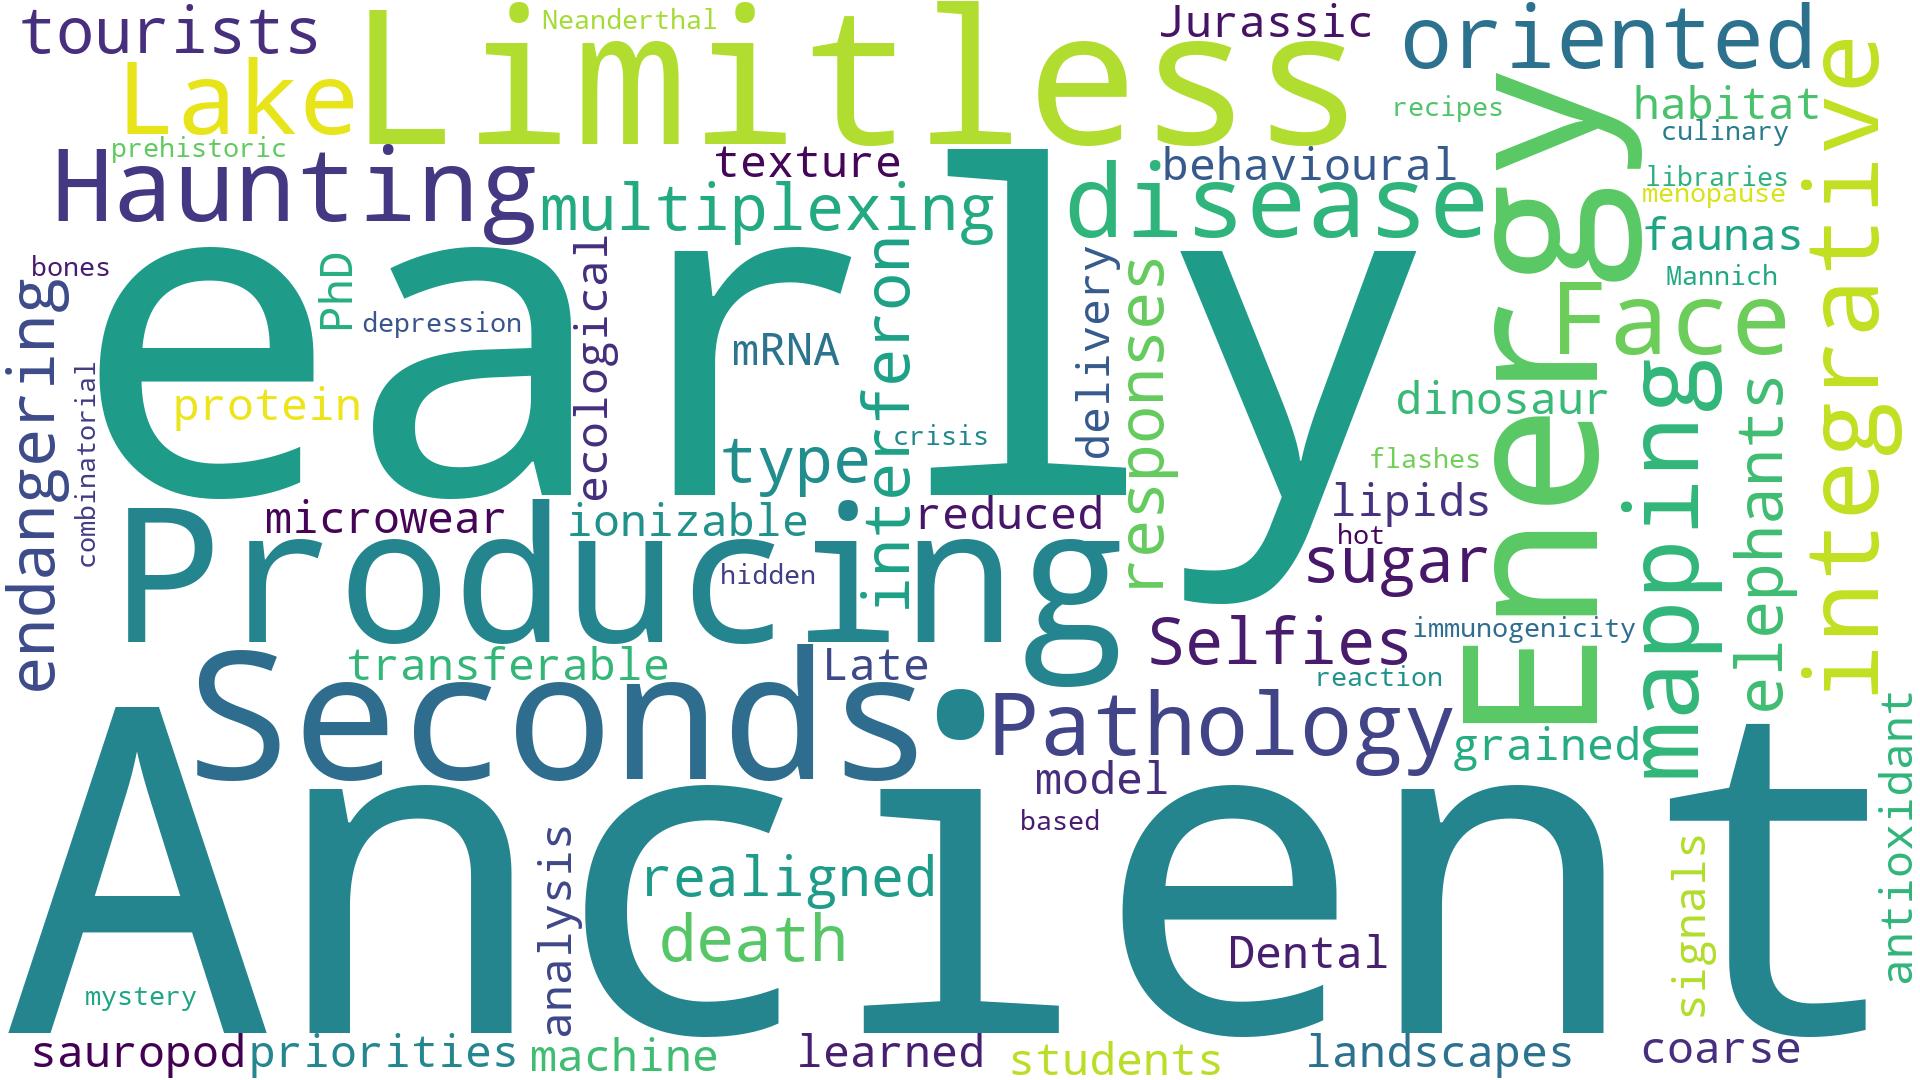 tourists
Neanderthal
Limitless
Jurassic
oriented
Lake
recipes
habitat
culinary
prehistoric
Haunting
texture
behavioural
libraries
menopause
multiplexing
disease
Energy
integrative
faunas
bones
PhD
ecological
early
Mannich
depression
Face
endangering
combinatorial
protein
mRNA
interferon
delivery
responses
dinosaur
mapping
elephants
type
crisis
flashes
lipids
microwear
ionizable
reduced
hot
sugar
Producing
hidden
Selfies
immunogenicity
transferable
Late
reaction
Seconds
Pathology
grained
antioxidant
model
based
Ancient
analysis
realigned
death
Dental
signals
mystery
sauropod
priorities
machine
learned
students
landscapes
coarse